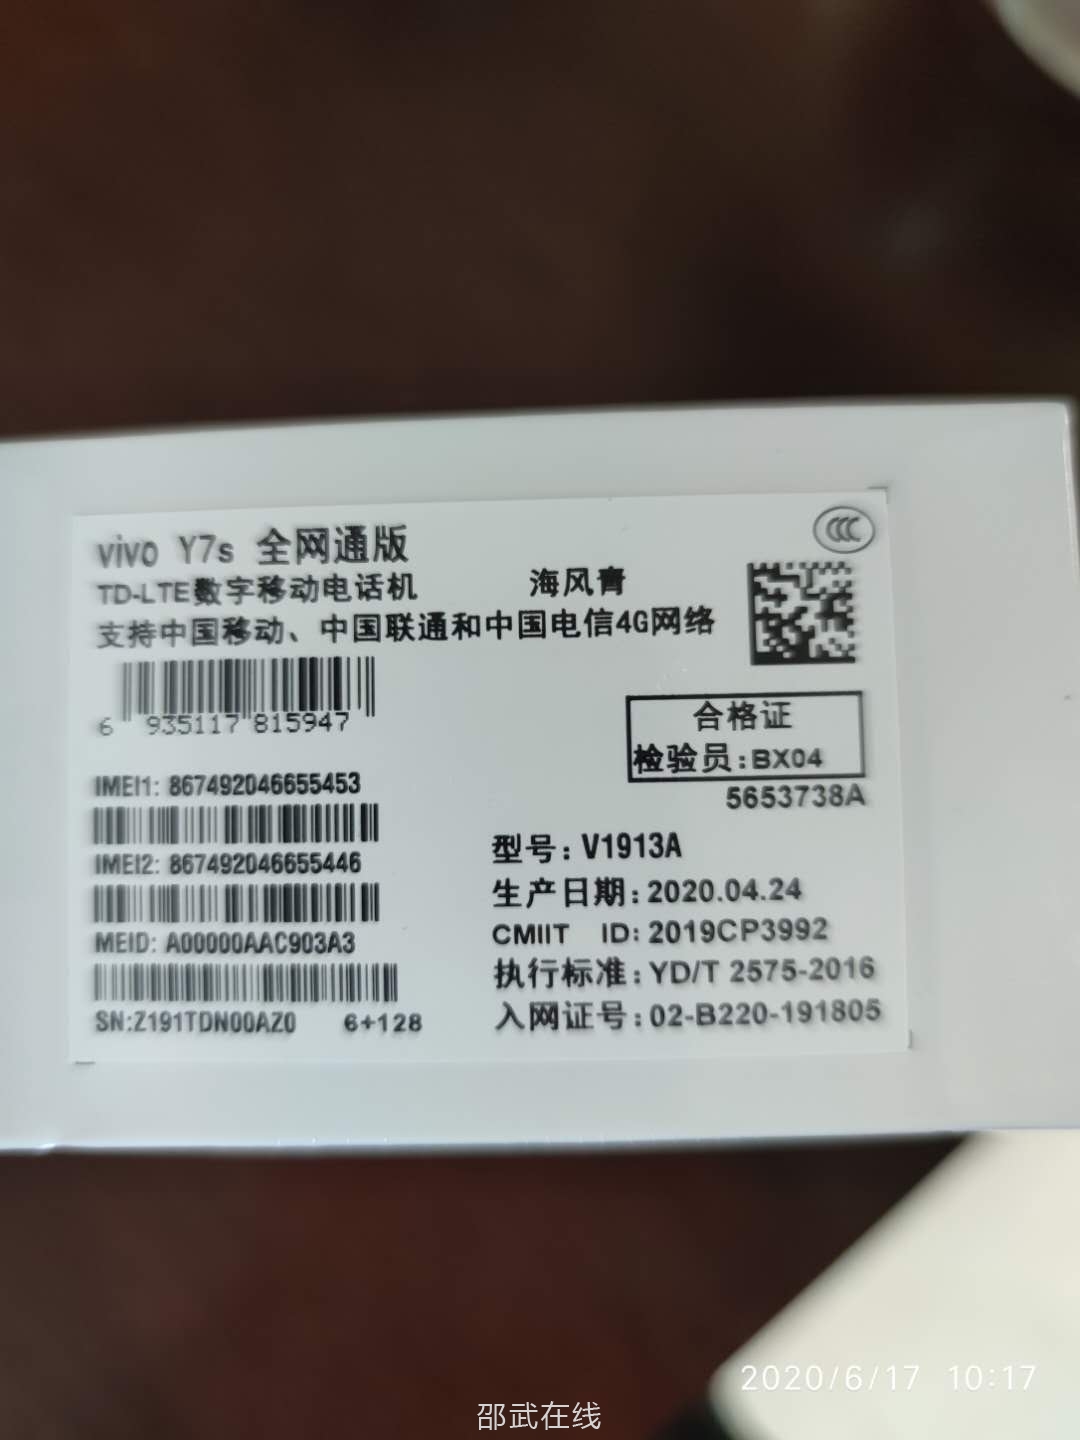 vivo Y7s 全网通版
TD-LTE数字移动电话机 海风青
支持中国移动、中国联通和中国电信4G网络
6 935117 815947
合格证
检验员:BX04
5653738A
IMEI1: 867492046655453
IMEI2: 867492046655446
MEID: A00000AAC903A3
SN:Z191TDN00AZ0 6+128
型号: V1913A
生产日期: 2020.04.24
CMIIT ID: 2019CP3992
执行标准: YD/T 2575-2016
入网证号: 02-B220-191805
2020/6/17 10:17
邵武在线